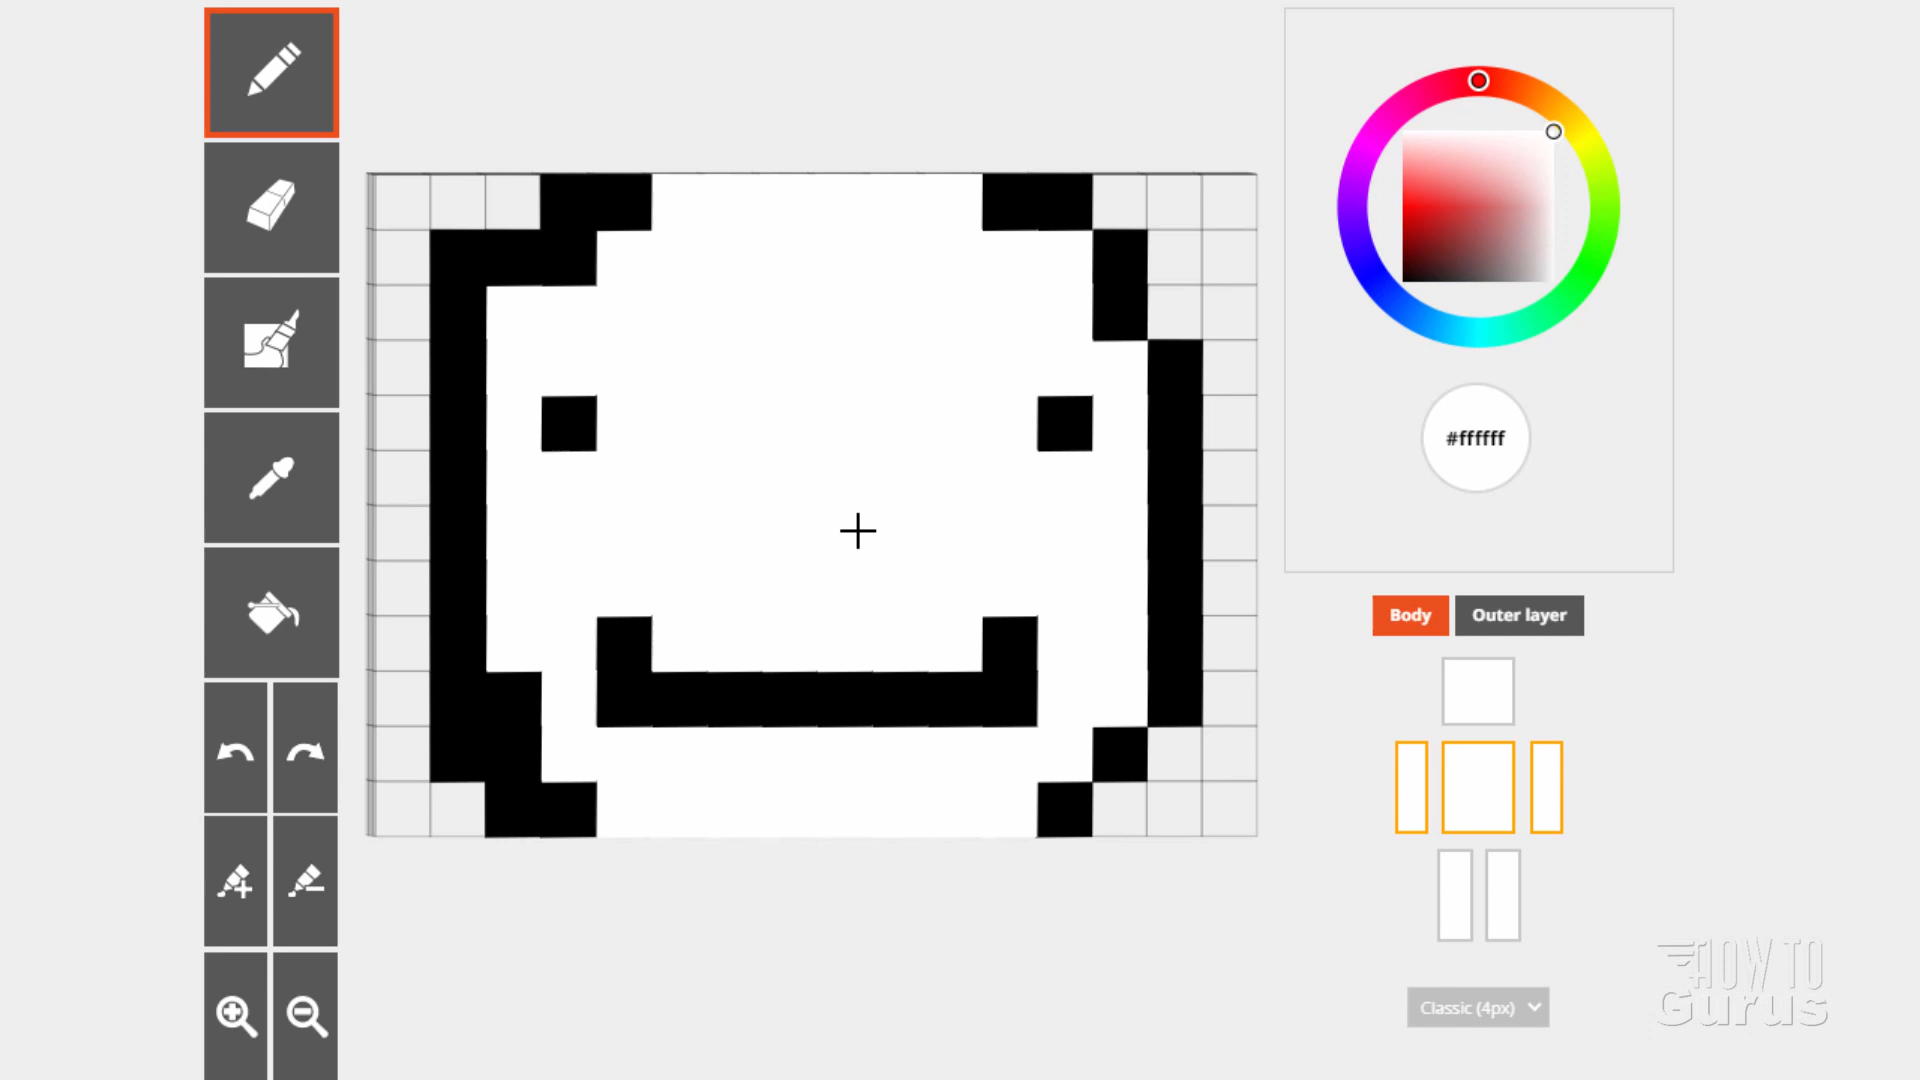 #ffffff
Body
Outer layer
Classic (4px)
HOW TO
Gurus